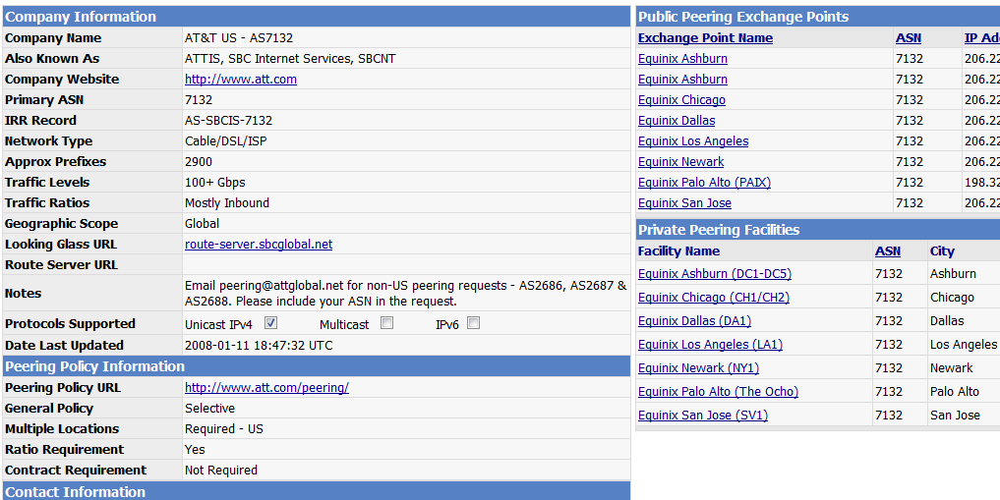 Company Information
Company Name AT&T US - AS7132
Also Known As ATTIS, SBC Internet Services, SBCNT
Company Website http://www.att.com
Primary ASN 7132
IRR Record AS-SBCIS-7132
Network Type Cable/DSL/ISP
Approx Prefixes 2900
Traffic Levels 100+ Gbps
Traffic Ratios Mostly Inbound
Geographic Scope Global
Looking Glass URL route-server.sbcglobal.net
Route Server URL
Notes Email peering@attglobal.net for non-US peering requests - AS2686, AS2687 &
AS2688. Please include your ASN in the request.
Protocols Supported Unicast IPv4 Multicast IPv6
Date Last Updated 2008-01-11 18:47:32 UTC
Peering Policy Information
Peering Policy URL http://www.att.com/peering/
General Policy Selective
Multiple Locations Required - US
Ratio Requirement Yes
Contract Requirement Not Required
Contact Information
Public Peering Exchange Points
Exchange Point Name ASN IP Ad
Equinix Ashburn 7132 206.22
Equinix Ashburn 7132 206.22
Equinix Chicago 7132 206.22
Equinix Dallas 7132 206.22
Equinix Los Angeles 7132 206.22
Equinix Newark 7132 206.22
Equinix Palo Alto (PAIX) 7132 198.32
Equinix San Jose 7132 206.22
Private Peering Facilities
Facility Name ASN City
Equinix Ashburn (DC1-DC5) 7132 Ashburn
Equinix Chicago (CH1/CH2) 7132 Chicago
Equinix Dallas (DA1) 7132 Dallas
Equinix Los Angeles (LA1) 7132 Los Angeles
Equinix Newark (NY1) 7132 Newark
Equinix Palo Alto (The Ocho) 7132 Palo Alto
Equinix San Jose (SV1) 7132 San Jose